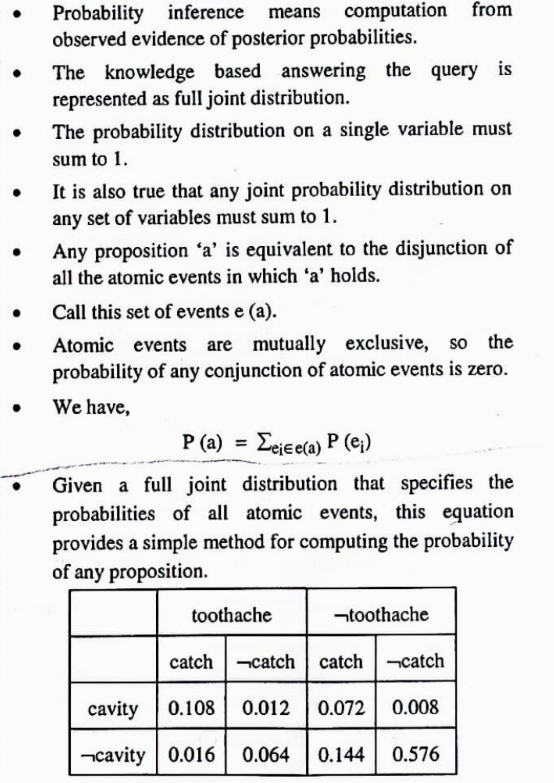 • Probability inference means computation from
observed evidence of posterior probabilities.
• The knowledge based answering the query is
represented as full joint distribution.
• The probability distribution on a single variable must
sum to 1.
• It is also true that any joint probability distribution on
any set of variables must sum to 1.
• Any proposition ‘a’ is equivalent to the disjunction of
all the atomic events in which ‘a’ holds.
• Call this set of events e (a).
• Atomic events are mutually exclusive, so the
probability of any conjunction of atomic events is zero.
• We have,
P (a) = Σei∈e(a) P (ei)
• Given a full joint distribution that specifies the
probabilities of all atomic events, this equation
provides a simple method for computing the probability
of any proposition.
toothache ¬toothache
catch ¬catch catch ¬catch
cavity 0.108 0.012 0.072 0.008
¬cavity 0.016 0.064 0.144 0.576